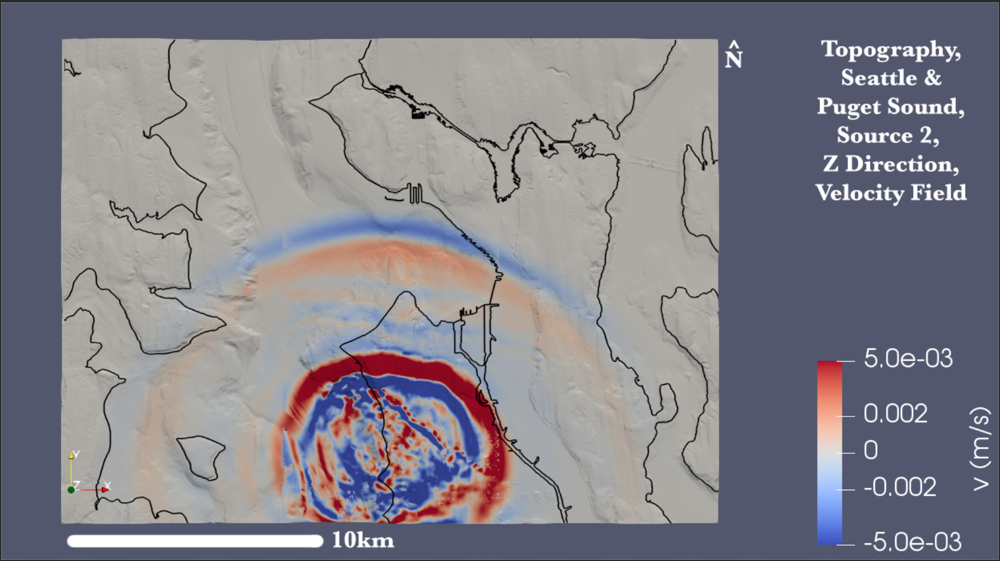 ^
N
Topography,
Seattle &
Puget Sound,
Source 2,
Z Direction,
Velocity Field
5.0e-03
0.002
0
-0.002
-5.0e-03
v (m/s)
Y
Z
X
10km